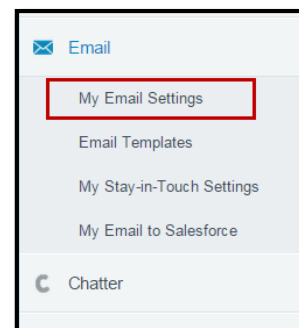 Email
My Email Settings
Email Templates
My Stay-in-Touch Settings
My Email to Salesforce
Chatter